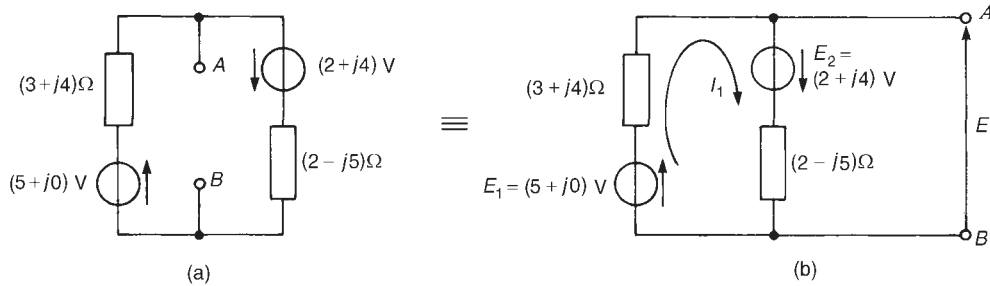 (3+j4)Ω
A
(2+j4) V
B
(5+j0) V
(2−j5)Ω
(a)
≡
(3+j4)Ω
I₁
E₂=
(2+j4) V
A
E
E₁=(5+j0) V
(2−j5)Ω
B
(b)